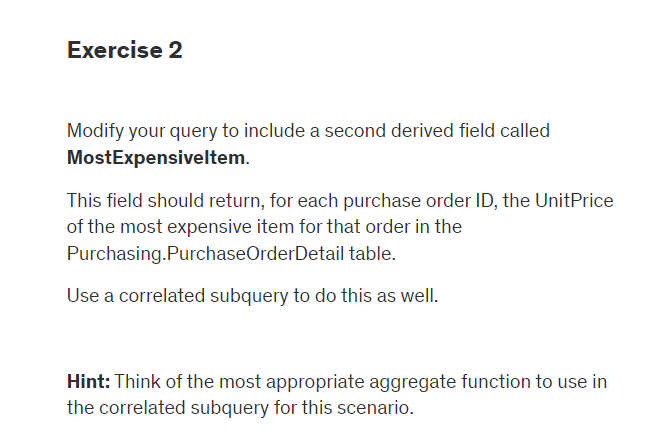 Exercise 2
Modify your query to include a second derived field called
MostExpensiveItem.
This field should return, for each purchase order ID, the UnitPrice
of the most expensive item for that order in the
Purchasing.PurchaseOrderDetail table.
Use a correlated subquery to do this as well.
Hint: Think of the most appropriate aggregate function to use in
the correlated subquery for this scenario.